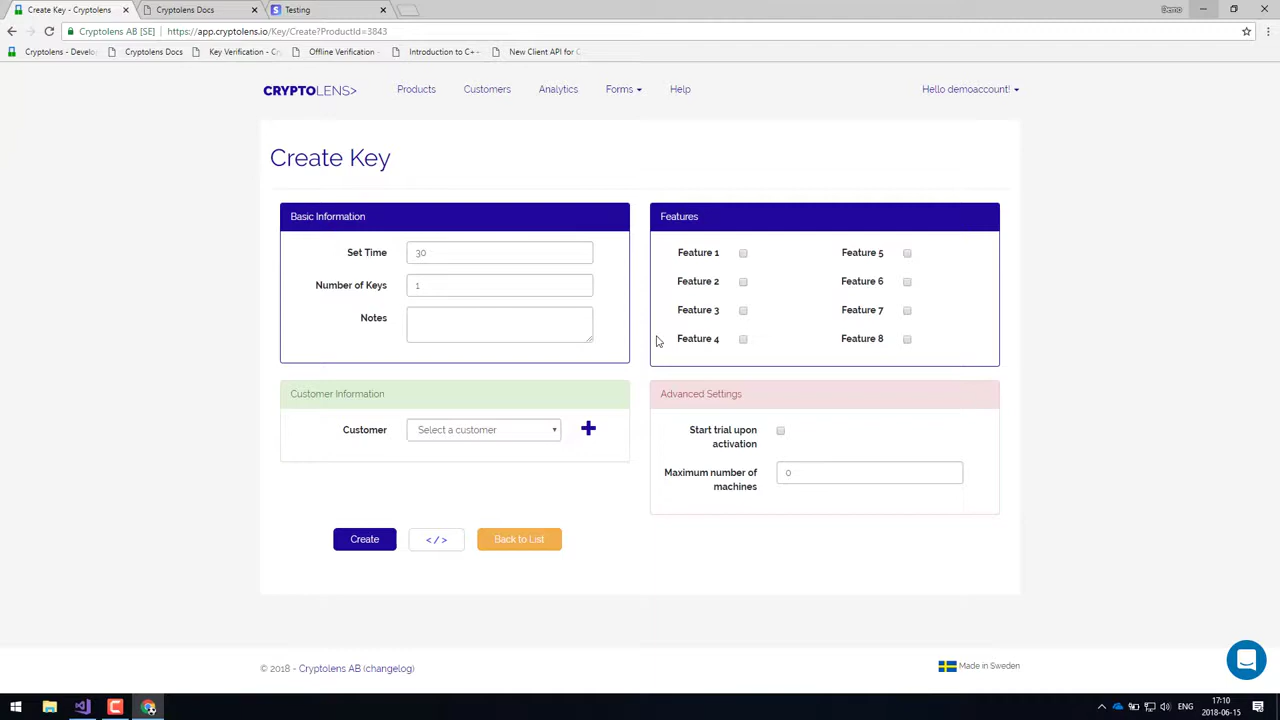 Create Key - Cryptolens
Cryptolens Docs
Testing
Demo
Cryptolens AB [SE]
https://app.cryptolens.io/Key/Create?ProductId=3843
Cryptolens - Develo
Cryptolens Docs
Key Verification - Cr
Offline Verification -
Introduction to C++ -
New Client API for C
CRYPTOLENS>
Products
Customers
Analytics
Forms
Help
Hello demoaccount!
Create Key
Basic Information
Set Time
30
Number of Keys
1
Notes
Features
Feature 1
Feature 5
Feature 2
Feature 6
Feature 3
Feature 7
Feature 4
Feature 8
Customer Information
Customer
Select a customer
Advanced Settings
Start trial upon
activation
Maximum number of
machines
0
Create
</>
Back to List
© 2018 - Cryptolens AB (changelog)
Made in Sweden
ENG
17:10
2018-06-15